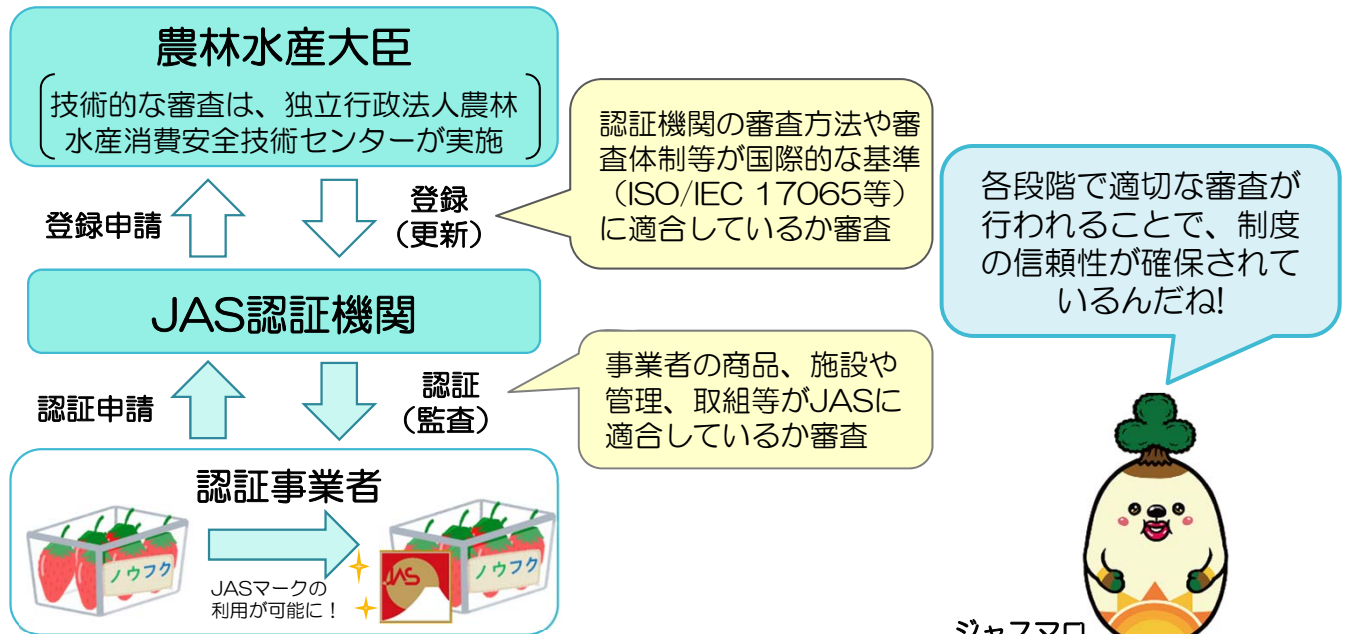 農林水産大臣
技術的な審査は、独立行政法人農林
水産消費安全技術センターが実施
登録申請
登録
(更新)
認証機関の審査方法や審
査体制等が国際的な基準
(ISO/IEC 17065等)
に適合しているか審査
JAS認証機関
認証申請
認証
(監査)
事業者の商品、施設や
管理、取組等がJASに
適合しているか審査
認証事業者
ノウフク
JASマークの
利用が可能に!
JAS
ノウフク
各段階で適切な審査が
行われることで、制度
の信頼性が確保されて
いるんだね!
ジャスマロ